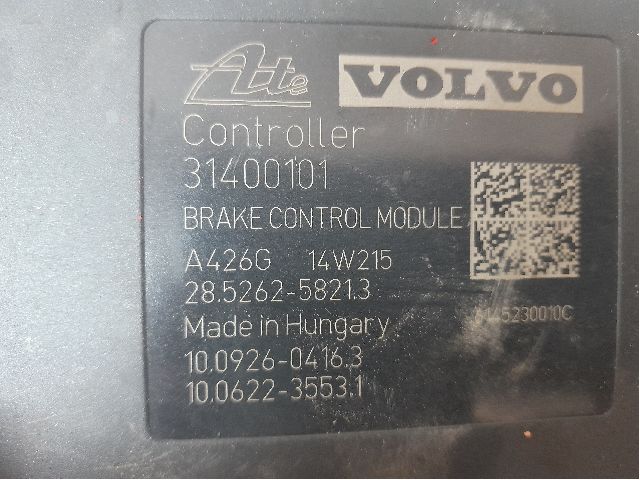 Ate VOLVO
Controller
31400101
BRAKE CONTROL MODULE
A426G 14W215
28.5262-5821.3
6145230010C
Made in Hungary
10.0926-0416.3
10.0622-3553.1